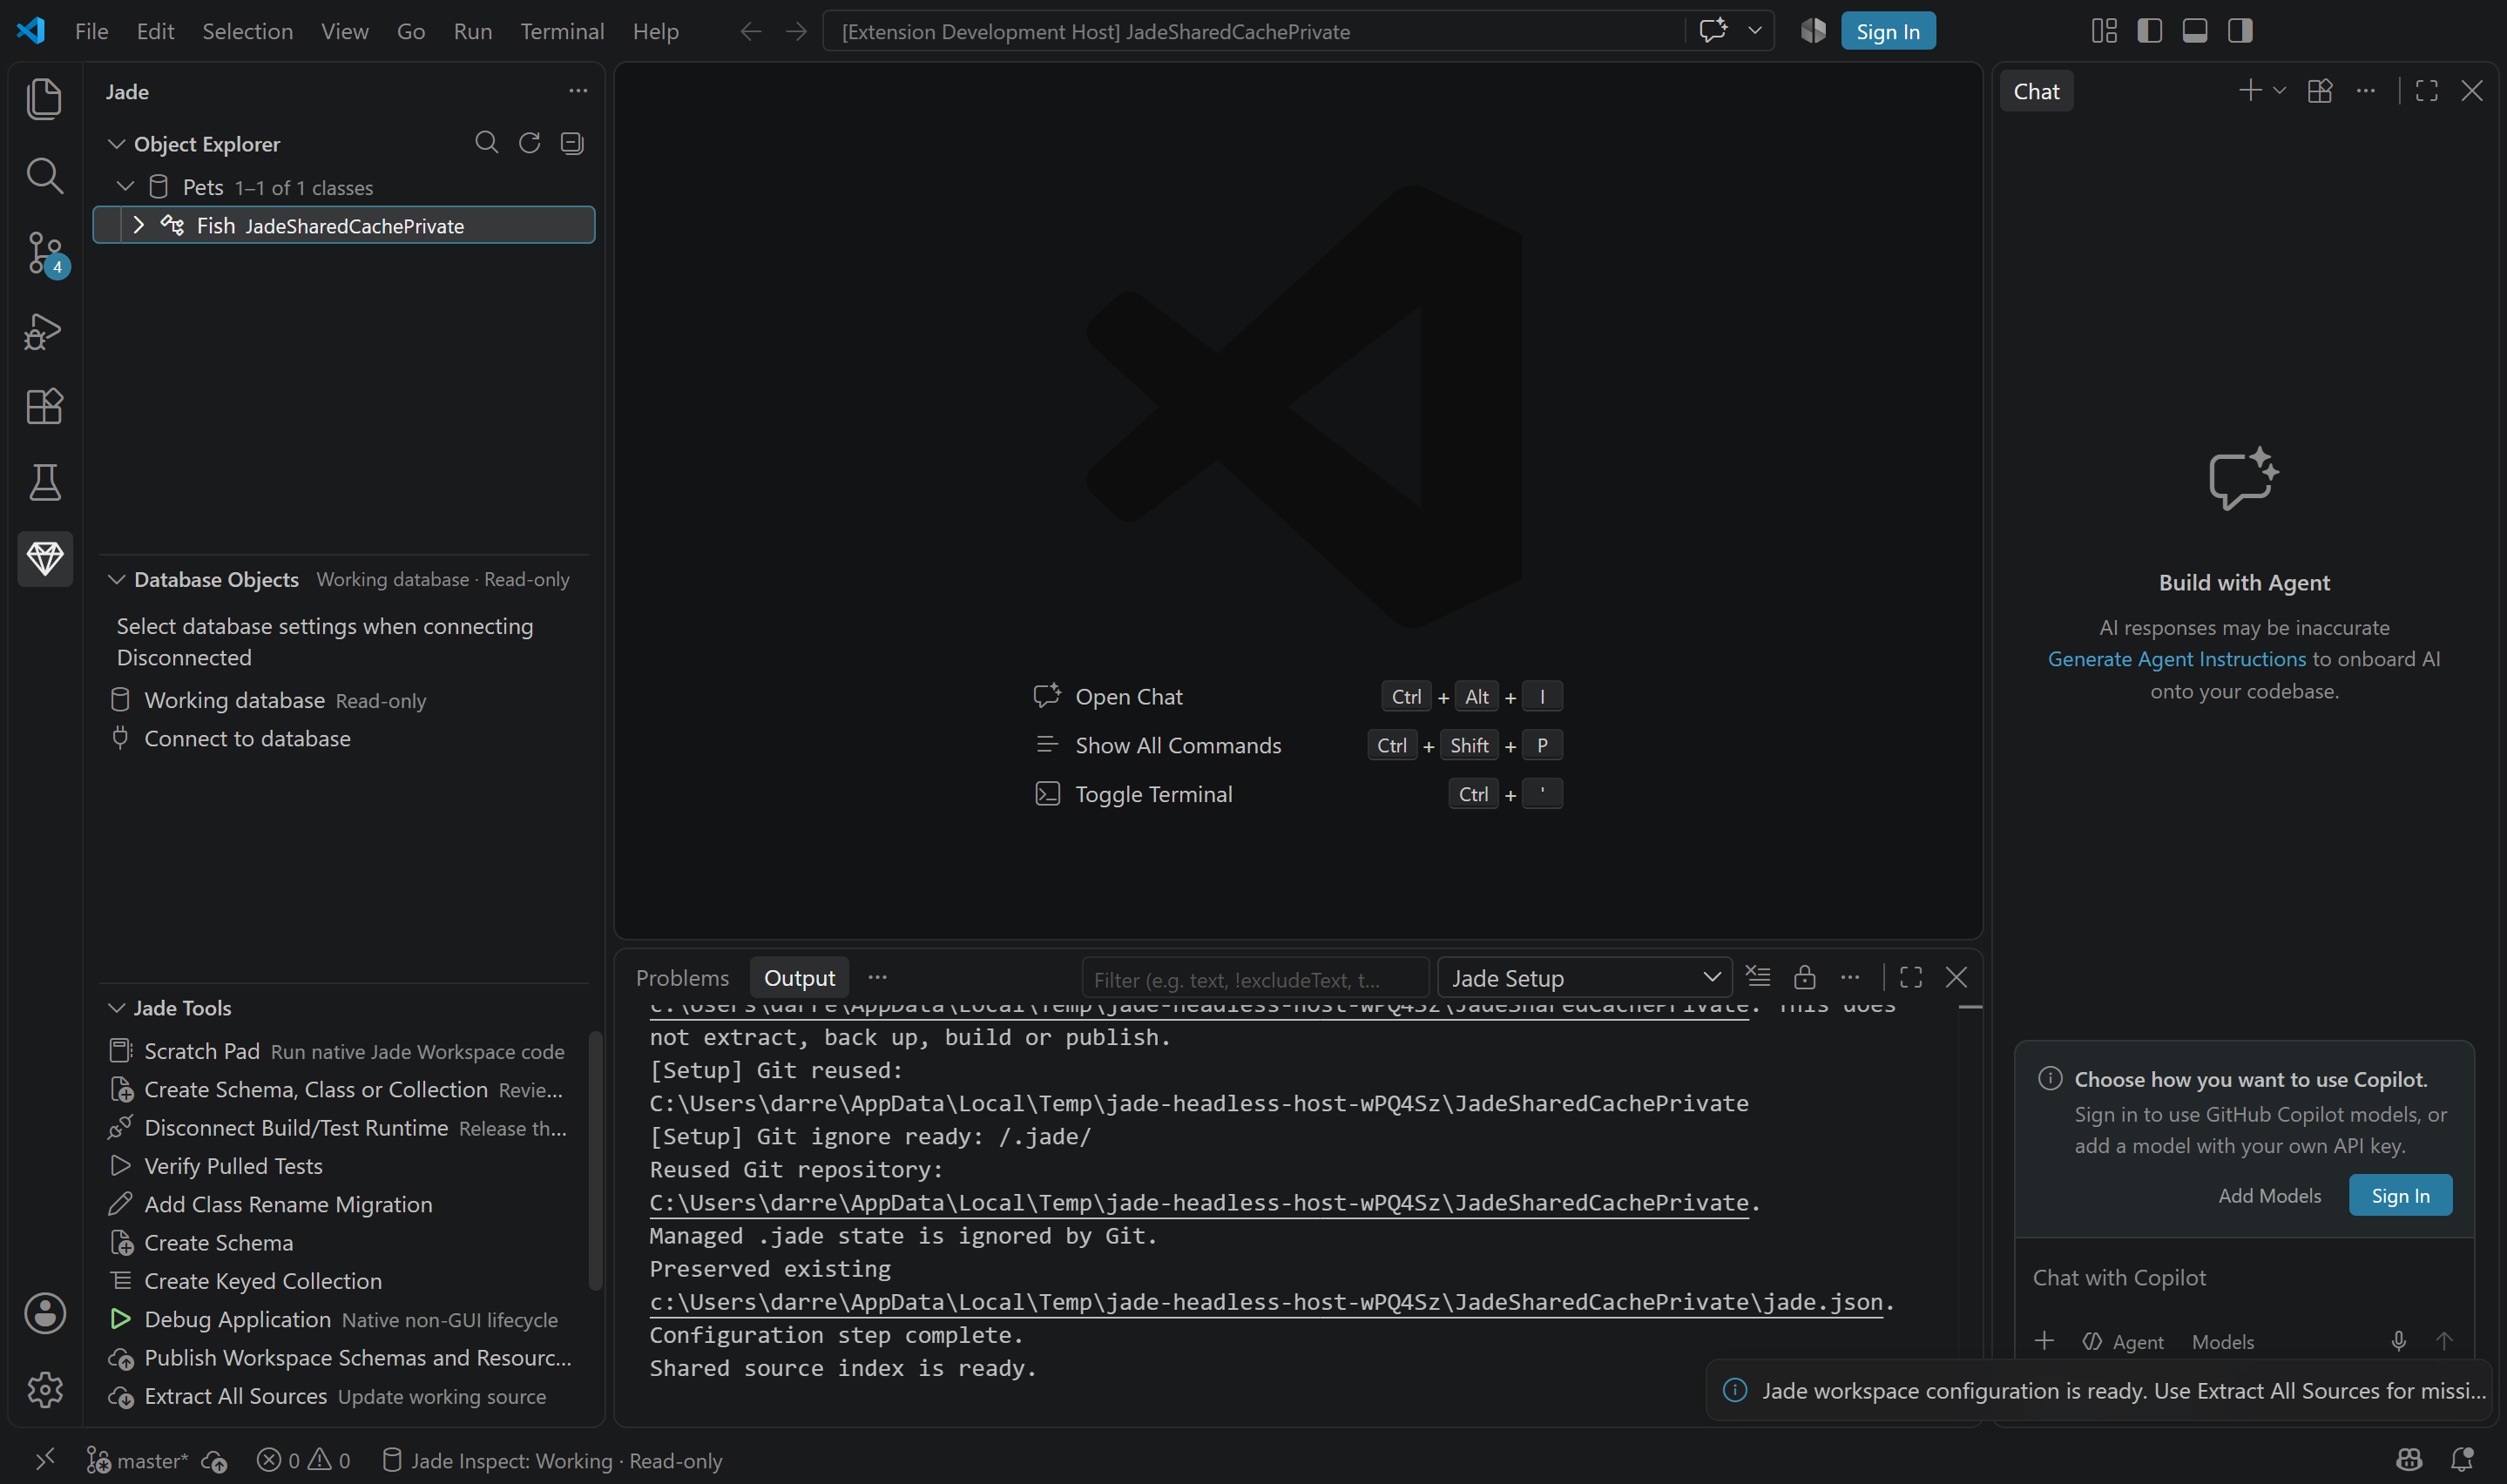 File Edit Selection View Go Run Terminal Help
[Extension Development Host] JadeSharedCachePrivate
Sign In
Jade
Object Explorer
Pets 1–1 of 1 classes
Fish JadeSharedCachePrivate
4
Database Objects Working database · Read-only
Select database settings when connecting
Disconnected
Working database Read-only
Connect to database
Jade Tools
Scratch Pad Run native Jade Workspace code
Create Schema, Class or Collection Revie...
Disconnect Build/Test Runtime Release th...
Verify Pulled Tests
Add Class Rename Migration
Create Schema
Create Keyed Collection
Debug Application Native non-GUI lifecycle
Publish Workspace Schemas and Resourc...
Extract All Sources Update working source
Open Chat Ctrl + Alt + I
Show All Commands Ctrl + Shift + P
Toggle Terminal Ctrl + '
Problems Output
Filter (e.g. text, !excludeText, t...
Jade Setup
c:\Users\darre\AppData\Local\Temp\jade-headless-host-wPQ4Sz\JadeSharedCachePrivate. This does
not extract, back up, build or publish.
[Setup] Git reused:
C:\Users\darre\AppData\Local\Temp\jade-headless-host-wPQ4Sz\JadeSharedCachePrivate
[Setup] Git ignore ready: /.jade/
Reused Git repository:
C:\Users\darre\AppData\Local\Temp\jade-headless-host-wPQ4Sz\JadeSharedCachePrivate.
Managed .jade state is ignored by Git.
Preserved existing
c:\Users\darre\AppData\Local\Temp\jade-headless-host-wPQ4Sz\JadeSharedCachePrivate\jade.json.
Configuration step complete.
Shared source index is ready.
Chat
Build with Agent
AI responses may be inaccurate
Generate Agent Instructions to onboard AI
onto your codebase.
Choose how you want to use Copilot.
Sign in to use GitHub Copilot models, or
add a model with your own API key.
Add Models Sign In
Chat with Copilot
Agent Models
Jade workspace configuration is ready. Use Extract All Sources for missi...
master* 0 0 Jade Inspect: Working · Read-only